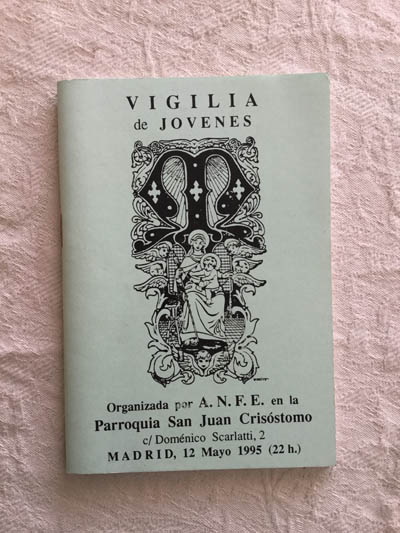 VIGILIA
de JOVENES
Organizada por A.N.F.E. en la
Parroquia San Juan Crisóstomo
c/ Doménico Scarlatti, 2
MADRID, 12 Mayo 1995 (22 h.)